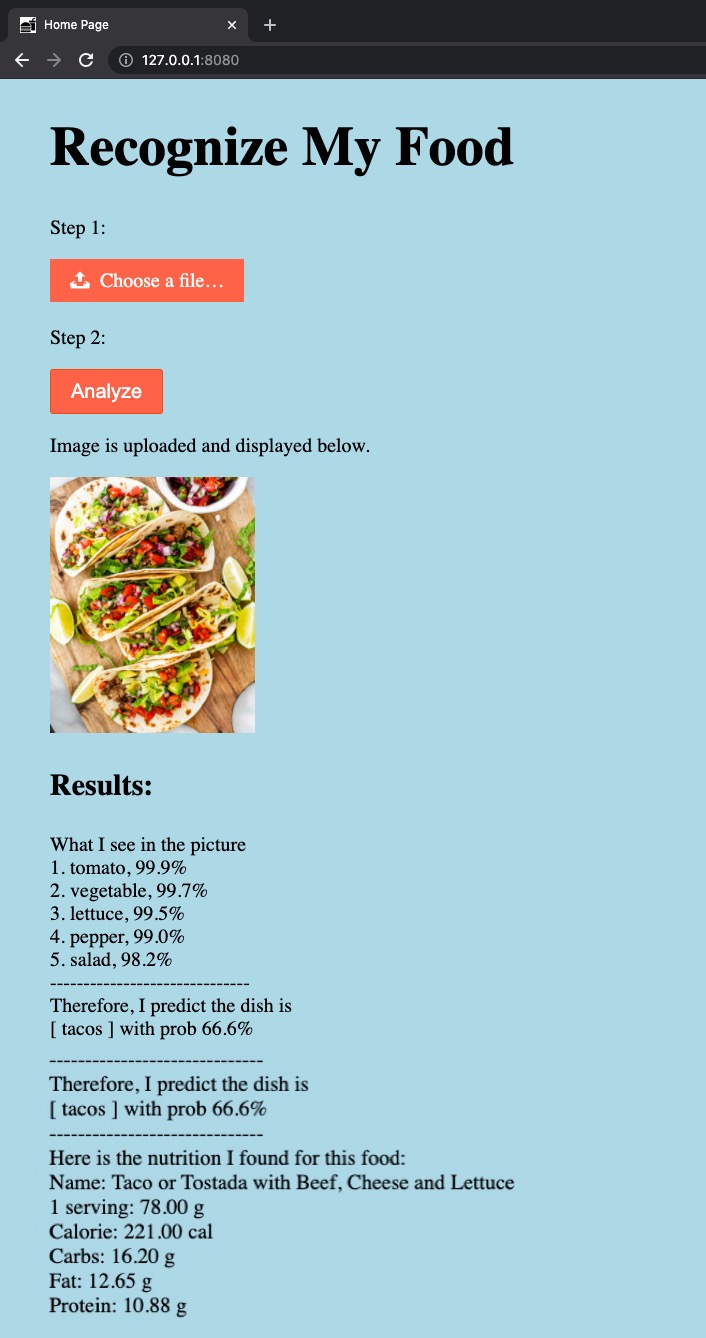 Home Page
127.0.0.1:8080
Recognize My Food
Step 1:
Choose a file...
Step 2:
Analyze
Image is uploaded and displayed below.
Results:
What I see in the picture
1. tomato, 99.9%
2. vegetable, 99.7%
3. lettuce, 99.5%
4. pepper, 99.0%
5. salad, 98.2%
------------------------------
Therefore, I predict the dish is
[ tacos ] with prob 66.6%
------------------------------
Therefore, I predict the dish is
[ tacos ] with prob 66.6%
------------------------------
Here is the nutrition I found for this food:
Name: Taco or Tostada with Beef, Cheese and Lettuce
1 serving: 78.00 g
Calorie: 221.00 cal
Carbs: 16.20 g
Fat: 12.65 g
Protein: 10.88 g